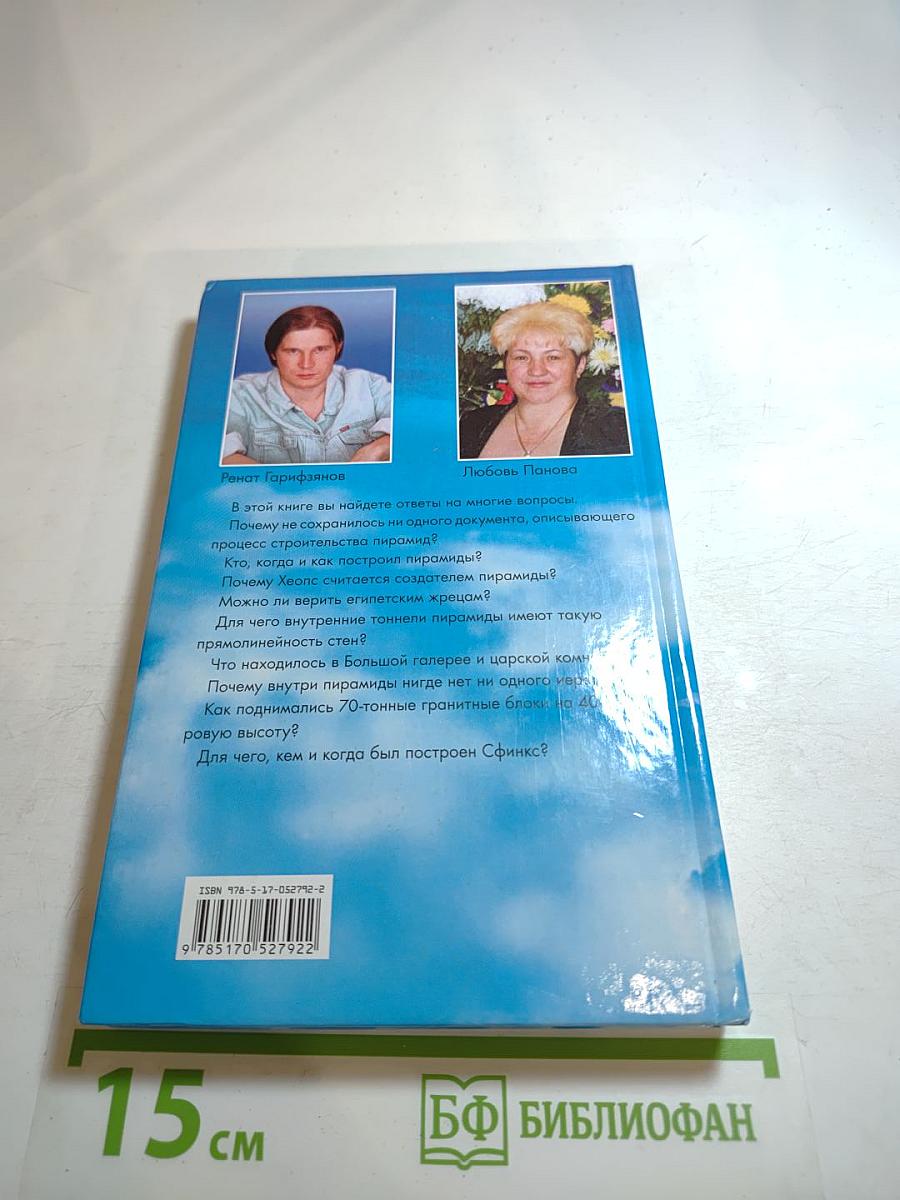 Ренат Гарифзянов
Любовь Панова
В этой книге вы найдете ответы на многие вопросы.
Почему не сохранилось ни одного документа, описывающего
процесс строительства пирамид?
Кто, когда и как построил пирамиды?
Почему Хеопс считается создателем пирамиды?
Можно ли верить египетским жрецам?
Для чего внутренние тоннели пирамиды имеют такую
прямолинейность стен?
Что находилось в Большой галерее и царской
Почему внутри пирамиды нигде нет ни одного
Как поднимались 70-тонные гранитные блоки на 40-
ровую высоту?
Для чего, кем и когда был построен Сфинкс?
ISBN 978-5-17-052792-2
9 785170 527922
15 см
БФ БИБЛИОФАН